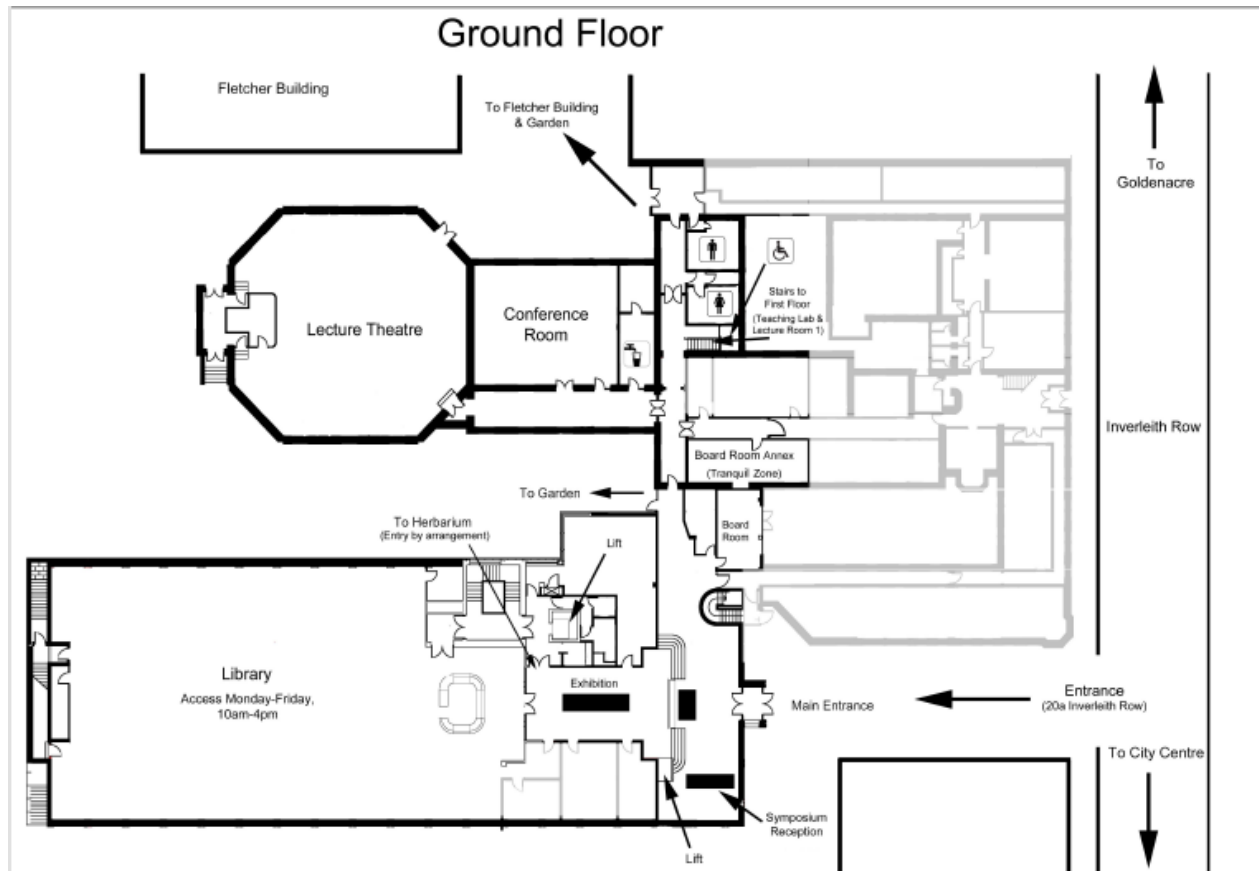 Ground Floor
Fletcher Building
To Fletcher Building
& Garden
To
Goldenacre
Lecture Theatre
Conference
Room
Stairs to
First Floor
(Teaching Lab &
Lecture Room 1)
Inverleith Row
Board Room Annex
(Tranquil Zone)
To Garden
To Herbarium
(Entry by arrangement)
Lift
Board
Room
Library
Access Monday-Friday,
10am-4pm
Exhibition
Main Entrance
Entrance
(20a Inverleith Row)
To City Centre
Symposium
Reception
Lift